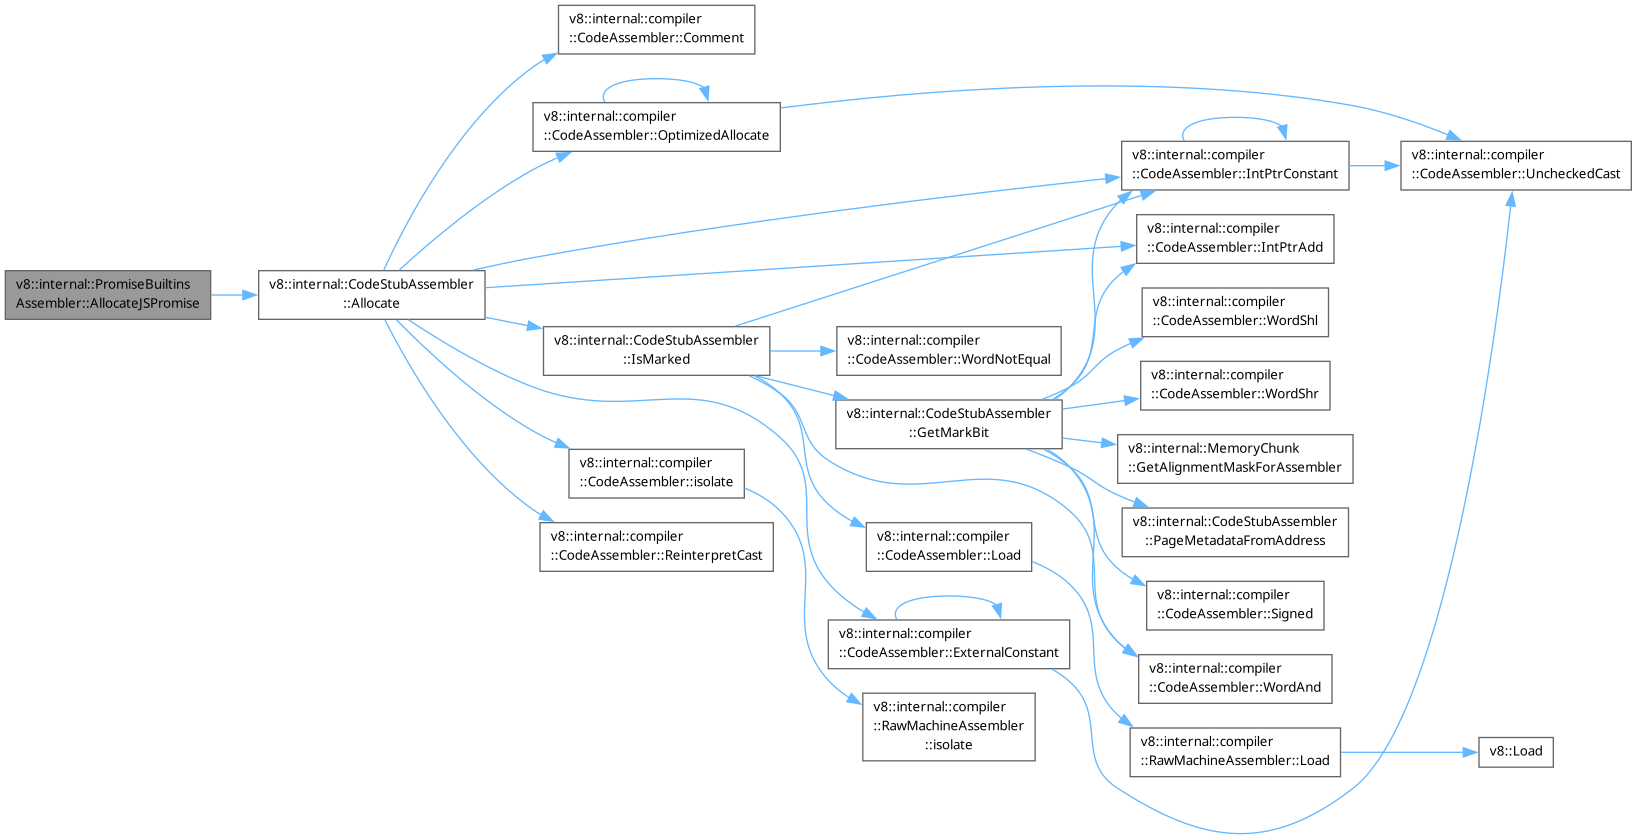 v8::internal::compiler
::CodeAssembler::Comment
v8::internal::compiler
::CodeAssembler::OptimizedAllocate
v8::internal::compiler
::CodeAssembler::IntPtrConstant
v8::internal::compiler
::CodeAssembler::UncheckedCast
v8::internal::compiler
::CodeAssembler::IntPtrAdd
v8::internal::PromiseBuiltins
Assembler::AllocateJSPromise
v8::internal::CodeStubAssembler
::Allocate
v8::internal::compiler
::CodeAssembler::WordShl
v8::internal::CodeStubAssembler
::IsMarked
v8::internal::compiler
::CodeAssembler::WordNotEqual
v8::internal::compiler
::CodeAssembler::WordShr
v8::internal::CodeStubAssembler
::GetMarkBit
v8::internal::MemoryChunk
::GetAlignmentMaskForAssembler
v8::internal::compiler
::CodeAssembler::isolate
v8::internal::CodeStubAssembler
::PageMetadataFromAddress
v8::internal::compiler
::CodeAssembler::ReinterpretCast
v8::internal::compiler
::CodeAssembler::Load
v8::internal::compiler
::CodeAssembler::Signed
v8::internal::compiler
::CodeAssembler::ExternalConstant
v8::internal::compiler
::CodeAssembler::WordAnd
v8::internal::compiler
::RawMachineAssembler
::isolate
v8::internal::compiler
::RawMachineAssembler::Load
v8::Load